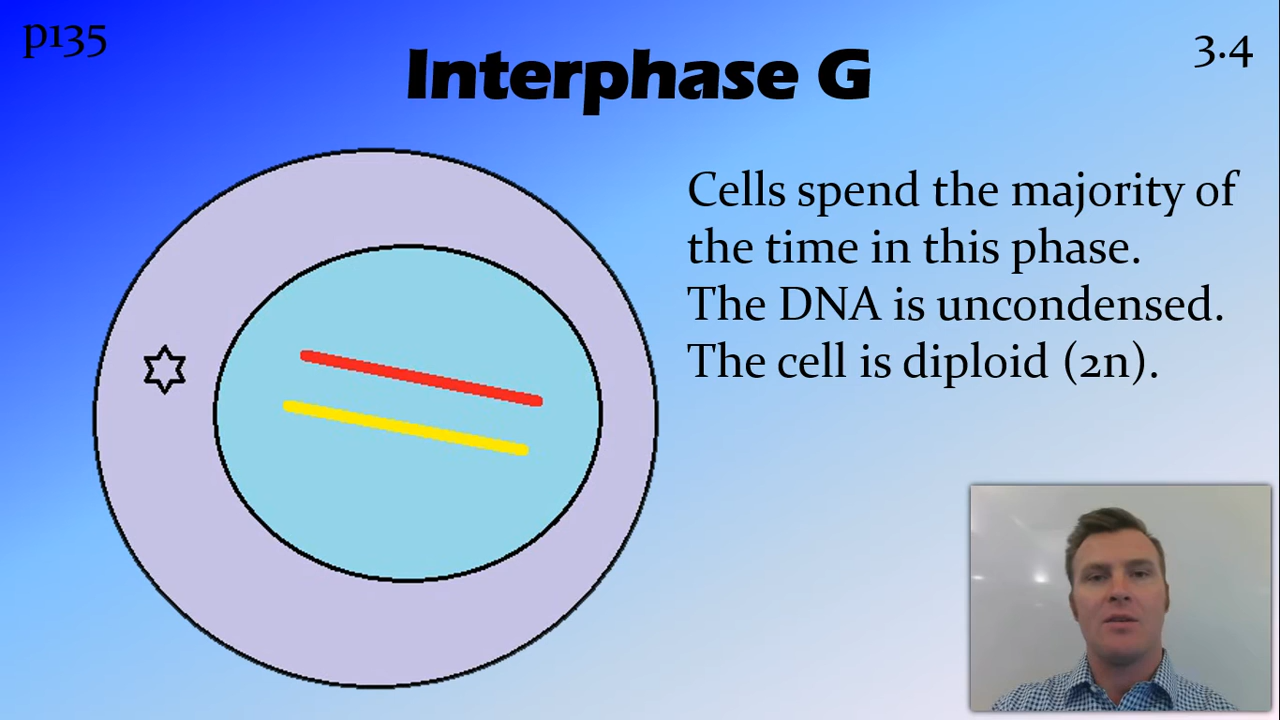 p135
3.4
Interphase G
Cells spend the majority of
the time in this phase.
The DNA is uncondensed.
The cell is diploid (2n).